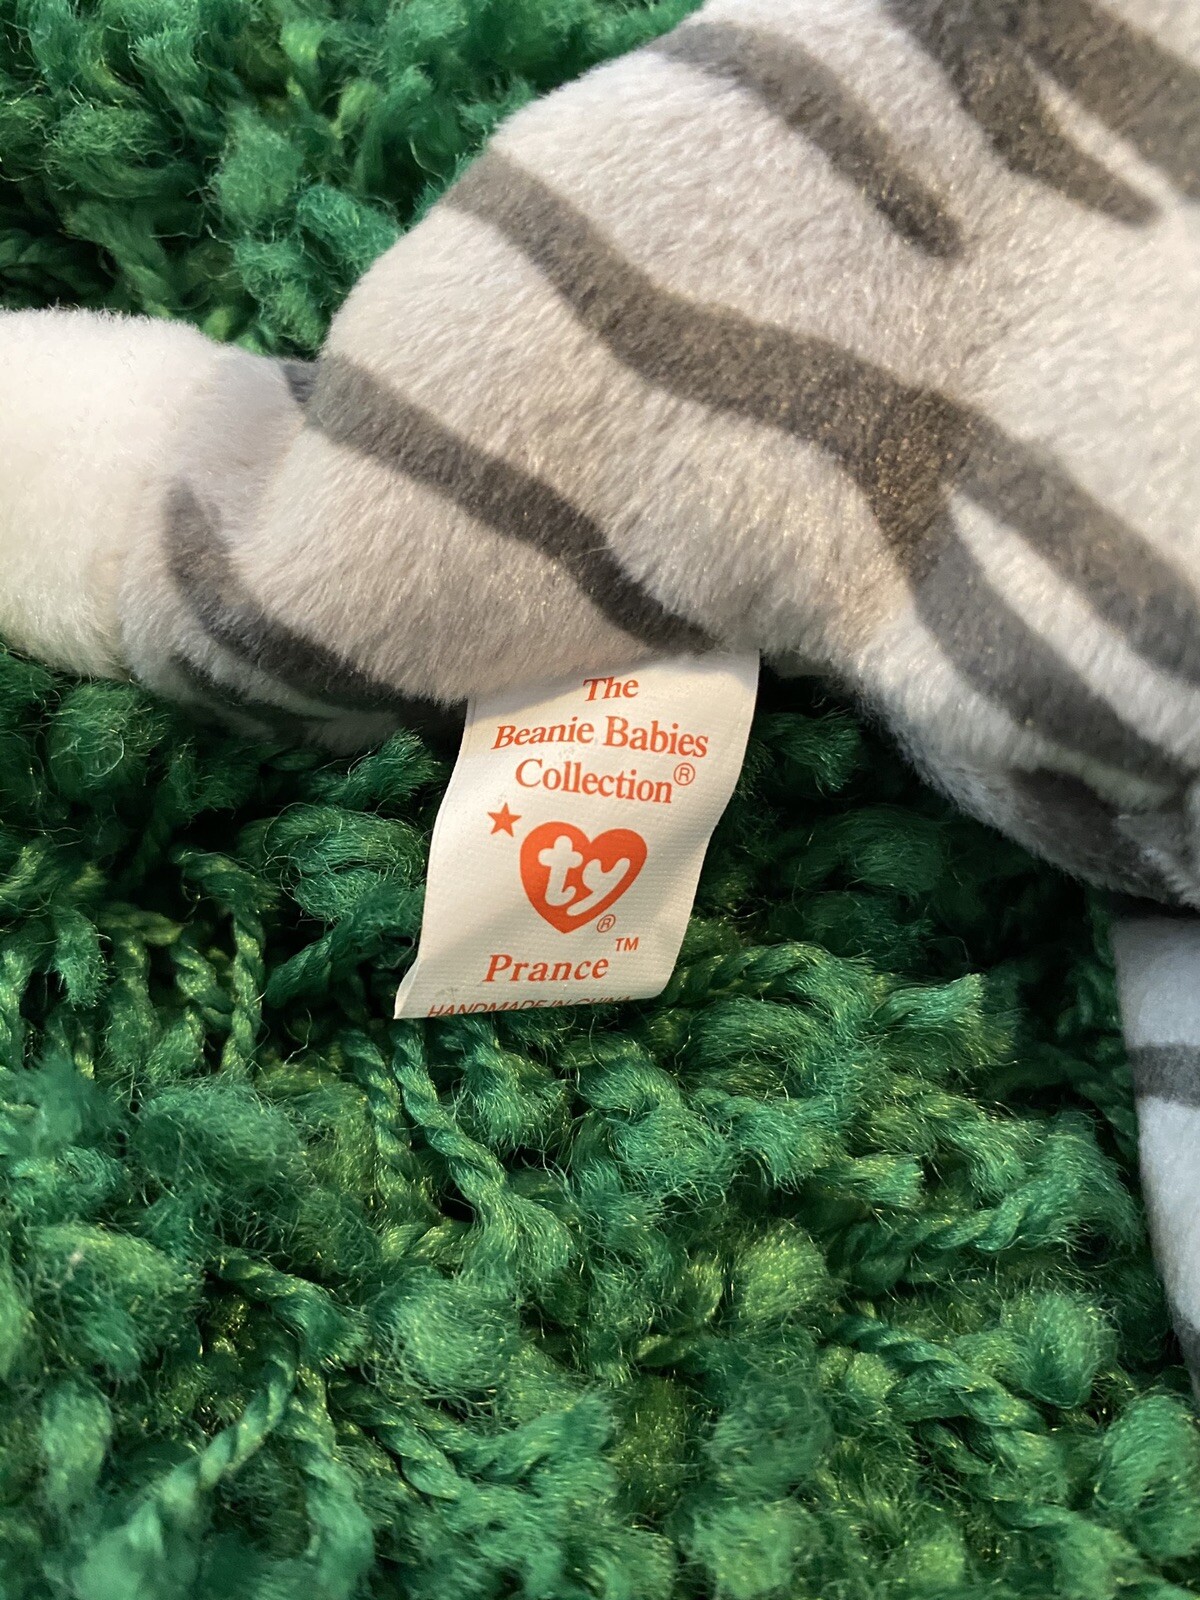 The
Beanie Babies
Collection®
ty®
Prance™
HANDMADE IN CHINA